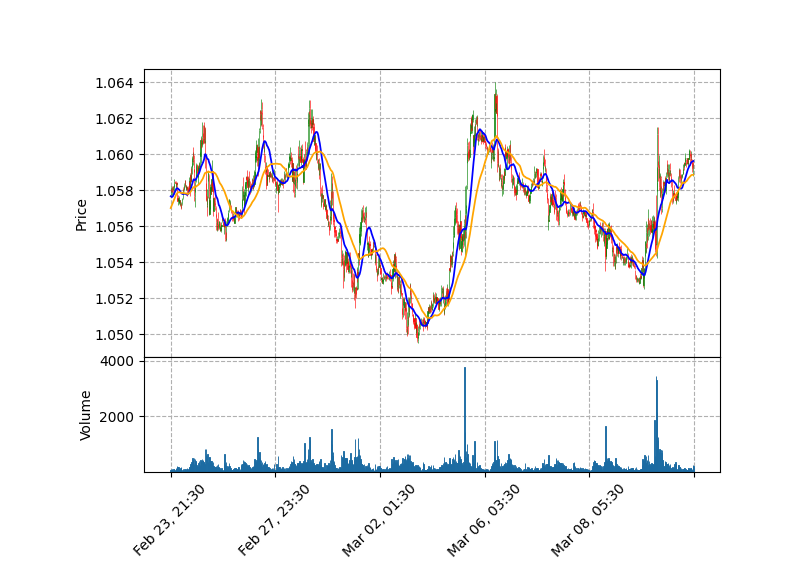 1.064
1.062
1.060
1.058
1.056
1.054
1.052
1.050
Price
4000
2000
Volume
Feb 23, 21:30
Feb 27, 23:30
Mar 02, 01:30
Mar 06, 03:30
Mar 08, 05:30